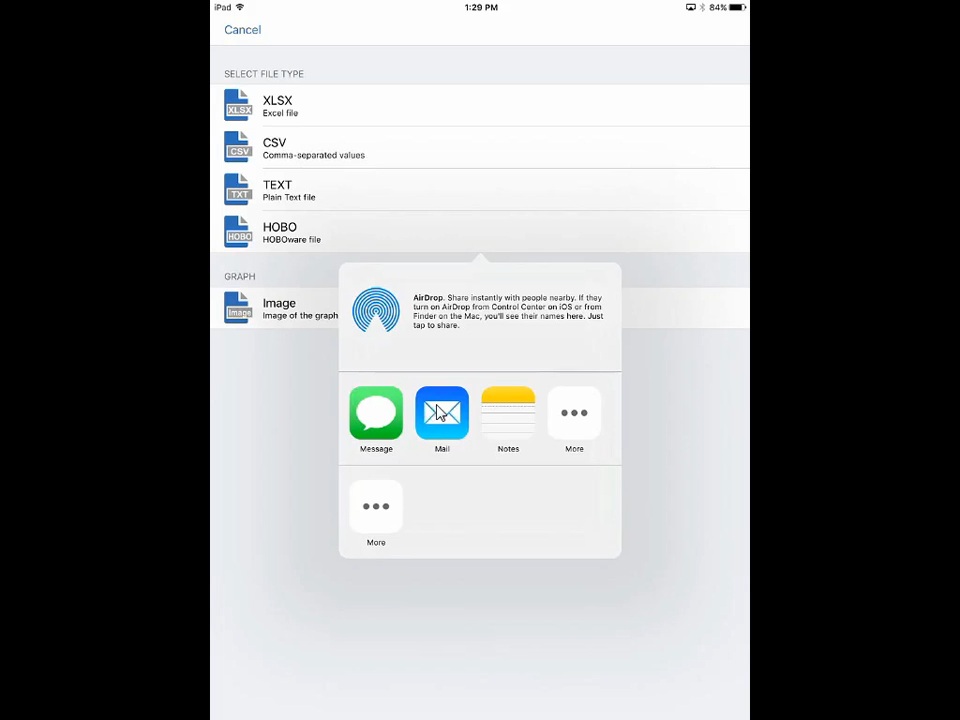 iPad 1:29 PM 84%
Cancel
SELECT FILE TYPE
XLSX
XLSX
Excel file
CSV
CSV
Comma-separated values
TEXT
TXT
Plain Text file
HOBO
HOBO
HOBOware file
GRAPH
Image
Image
Image of the graph
AirDrop. Share instantly with people nearby. If they
turn on AirDrop from Control Center on iOS or from
Finder on the Mac, you'll see their names here. Just
tap to share.
Message Mail Notes More
More